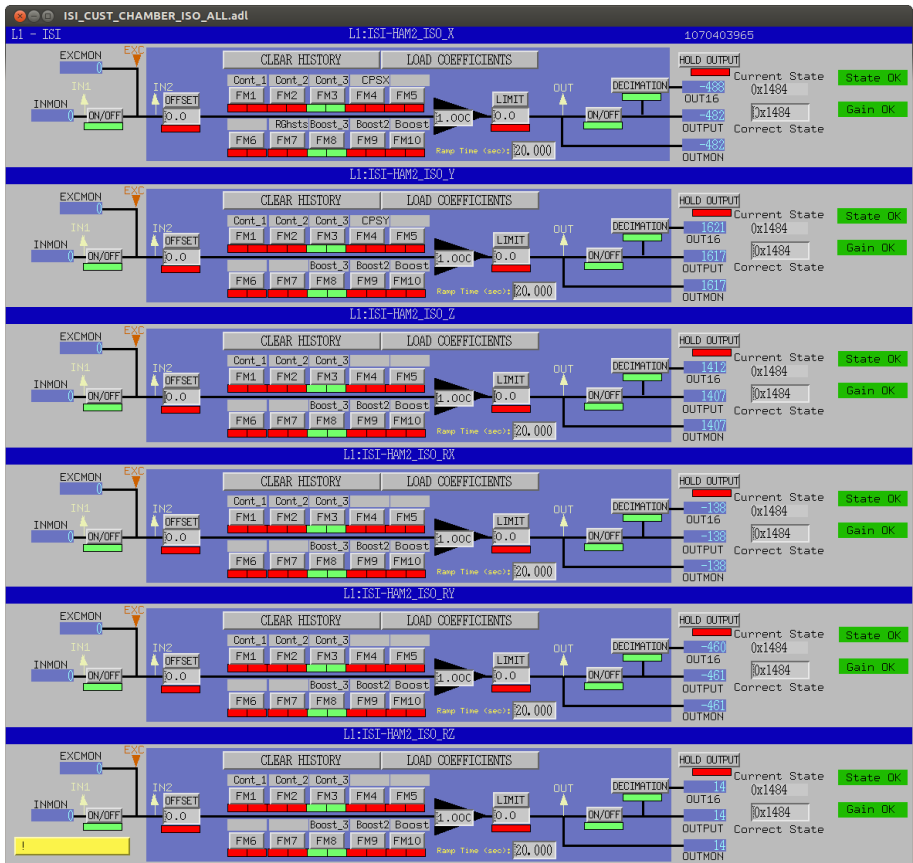 ISI_CUST_CHAMBER_ISO_ALL.adl
L1 - ISI L1:ISI-HAM2_ISO_X 1070403965
EXCMON EXC CLEAR HISTORY LOAD COEFFICIENTS HOLD OUTPUT
0 Cont_1 Cont_2 Cont_3 CPSX Current State State OK
IN1 IN2 FM1 FM2 FM3 FM4 FM5 LIMIT OUT DECIMATION -488 0x1484
INMON OFFSET OUT16
0 ON/OFF 0.0 1.000 0.0 ON/OFF -482 0x1484 Gain OK
RGhsts Boost_3 Boost2 Boost OUTPUT Correct State
FM6 FM7 FM8 FM9 FM10 Ramp Time (sec): 20.000 -482
OUTMON
L1:ISI-HAM2_ISO_Y
EXCMON EXC CLEAR HISTORY LOAD COEFFICIENTS HOLD OUTPUT
0 Cont_1 Cont_2 Cont_3 CPSY Current State State OK
IN1 IN2 FM1 FM2 FM3 FM4 FM5 LIMIT OUT DECIMATION 1621 0x1484
INMON OFFSET OUT16
0 ON/OFF 0.0 1.000 0.0 ON/OFF 1617 0x1484 Gain OK
Boost_3 Boost2 Boost OUTPUT Correct State
FM6 FM7 FM8 FM9 FM10 Ramp Time (sec): 20.000 1617
OUTMON
L1:ISI-HAM2_ISO_Z
EXCMON EXC CLEAR HISTORY LOAD COEFFICIENTS HOLD OUTPUT
0 Cont_1 Cont_2 Cont_3 Current State State OK
IN1 IN2 FM1 FM2 FM3 FM4 FM5 LIMIT OUT DECIMATION 1412 0x1484
INMON OFFSET OUT16
0 ON/OFF 0.0 1.000 0.0 ON/OFF 1407 0x1484 Gain OK
Boost_3 Boost2 Boost OUTPUT Correct State
FM6 FM7 FM8 FM9 FM10 Ramp Time (sec): 20.000 1407
OUTMON
L1:ISI-HAM2_ISO_RX
EXCMON EXC CLEAR HISTORY LOAD COEFFICIENTS HOLD OUTPUT
0 Cont_1 Cont_2 Cont_3 Current State State OK
IN1 IN2 FM1 FM2 FM3 FM4 FM5 LIMIT OUT DECIMATION -138 0x1484
INMON OFFSET OUT16
0 ON/OFF 0.0 1.000 0.0 ON/OFF -138 0x1484 Gain OK
Boost_3 Boost2 Boost OUTPUT Correct State
FM6 FM7 FM8 FM9 FM10 Ramp Time (sec): 20.000 -138
OUTMON
L1:ISI-HAM2_ISO_RY
EXCMON EXC CLEAR HISTORY LOAD COEFFICIENTS HOLD OUTPUT
0 Cont_1 Cont_2 Cont_3 Current State State OK
IN1 IN2 FM1 FM2 FM3 FM4 FM5 LIMIT OUT DECIMATION -460 0x1484
INMON OFFSET OUT16
0 ON/OFF 0.0 1.000 0.0 ON/OFF -461 0x1484 Gain OK
Boost_3 Boost2 Boost OUTPUT Correct State
FM6 FM7 FM8 FM9 FM10 Ramp Time (sec): 20.000 -461
OUTMON
L1:ISI-HAM2_ISO_RZ
EXCMON EXC CLEAR HISTORY LOAD COEFFICIENTS HOLD OUTPUT
0 Cont_1 Cont_2 Cont_3 Current State State OK
IN1 IN2 FM1 FM2 FM3 FM4 FM5 LIMIT OUT DECIMATION 14 0x1484
INMON OFFSET OUT16
0 ON/OFF 0.0 1.000 0.0 ON/OFF 14 0x1484 Gain OK
Boost_3 Boost2 Boost OUTPUT Correct State
! FM6 FM7 FM8 FM9 FM10 Ramp Time (sec): 20.000 14
OUTMON